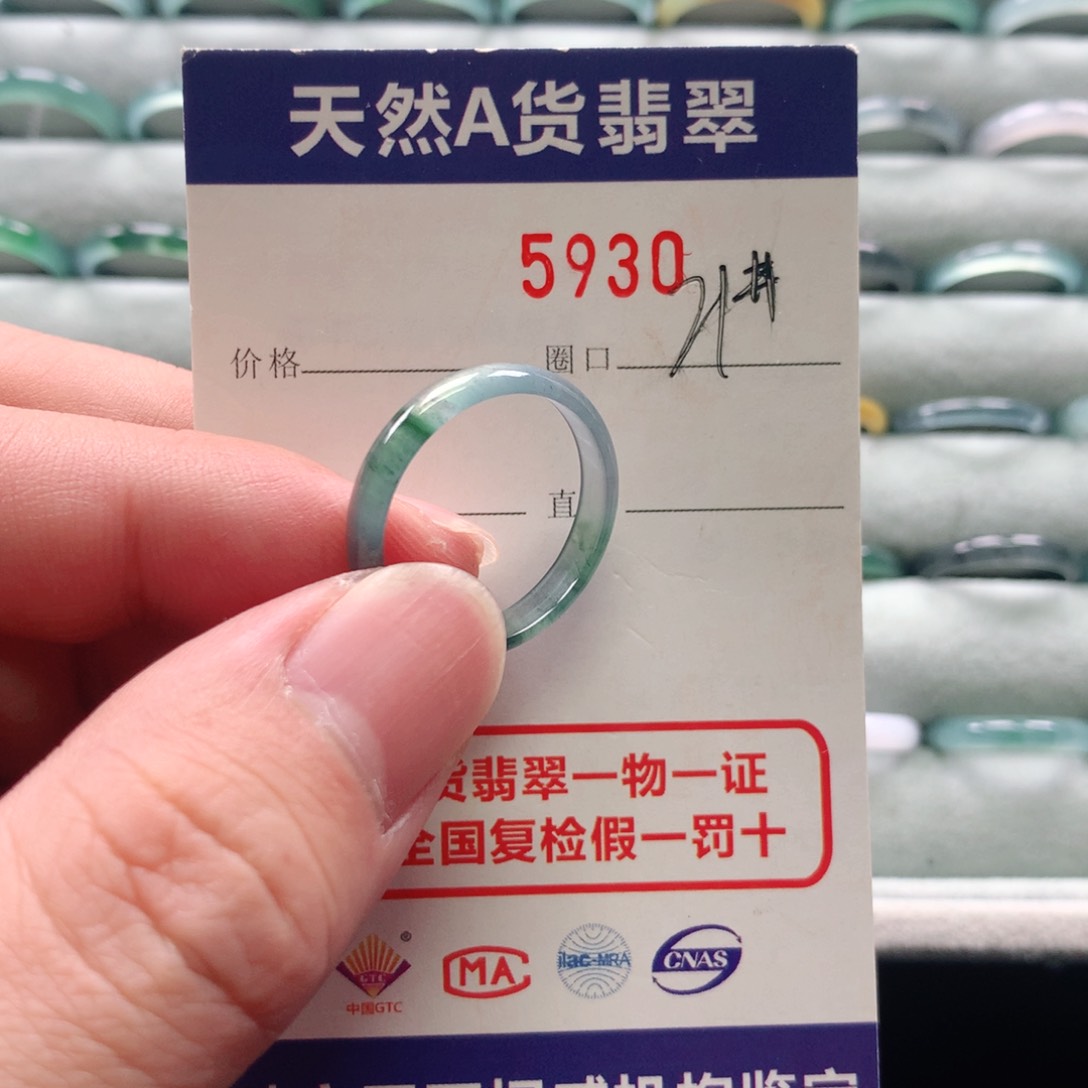 天然A货翡翠
5930
21#
价格 圈口
直
货翡翠一物一证
全国复检假一罚十
GTC ® MA ilac-MRA CNAS
中国GTC